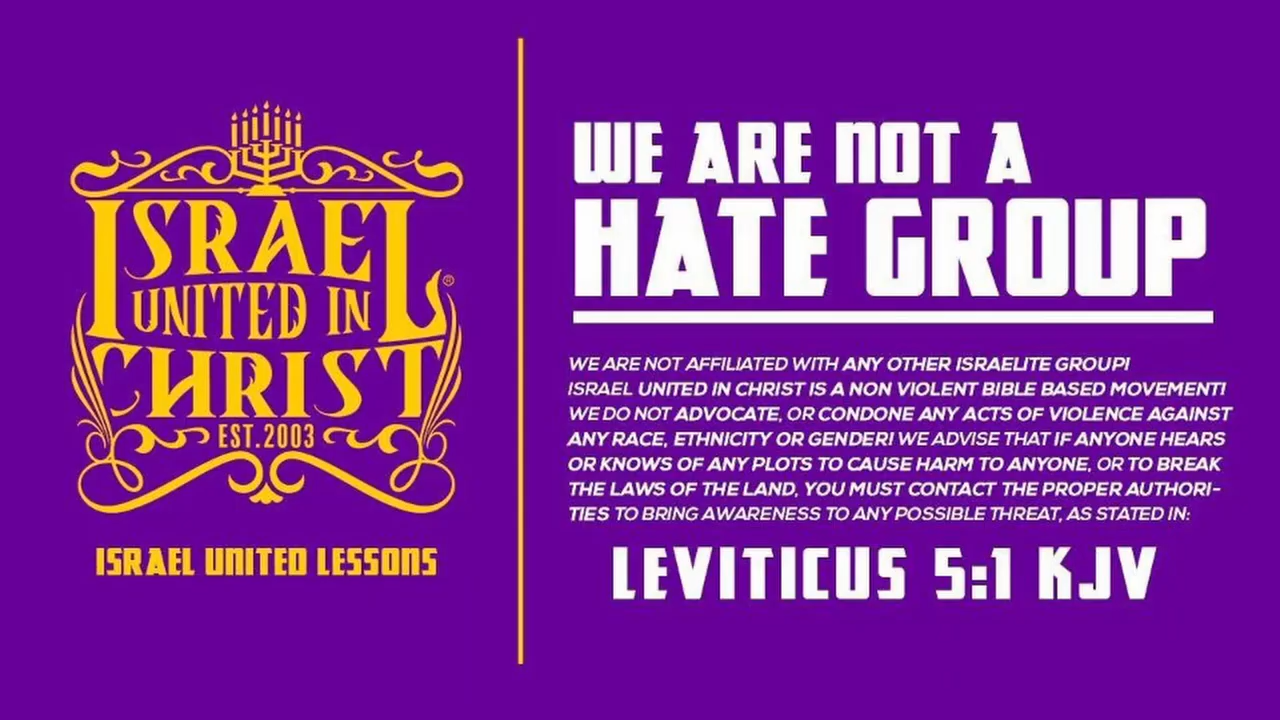 ISRAEL
UNITED IN
CHRIST
®
EST.2003
ISRAEL UNITED LESSONS
WE ARE NOT A
HATE GROUP
WE ARE NOT AFFILIATED WITH ANY OTHER ISRAELITE GROUP!
ISRAEL UNITED IN CHRIST IS A NON VIOLENT BIBLE BASED MOVEMENT!
WE DO NOT ADVOCATE, OR CONDONE ANY ACTS OF VIOLENCE AGAINST
ANY RACE, ETHNICITY OR GENDER! WE ADVISE THAT IF ANYONE HEARS
OR KNOWS OF ANY PLOTS TO CAUSE HARM TO ANYONE, OR TO BREAK
THE LAWS OF THE LAND, YOU MUST CONTACT THE PROPER AUTHORI-
TIES TO BRING AWARENESS TO ANY POSSIBLE THREAT, AS STATED IN:
LEVITICUS 5:1 KJV